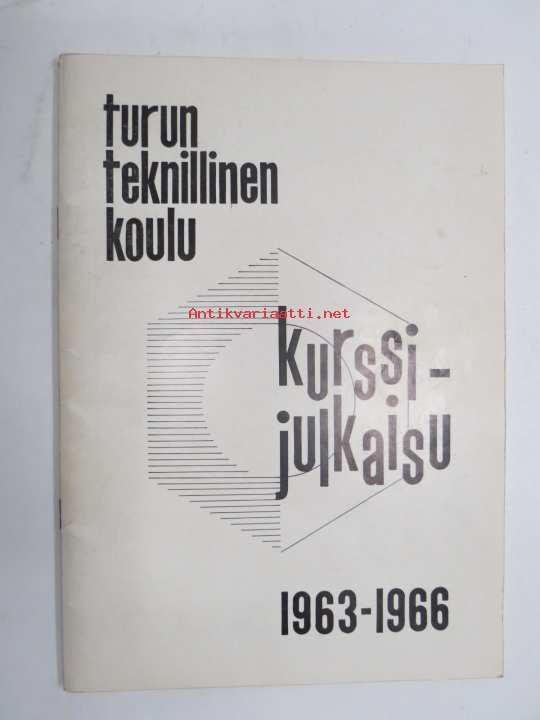 turun
teknillinen
koulu
Antikvariaatti.net
kurssi-
julkaisu
1963-1966